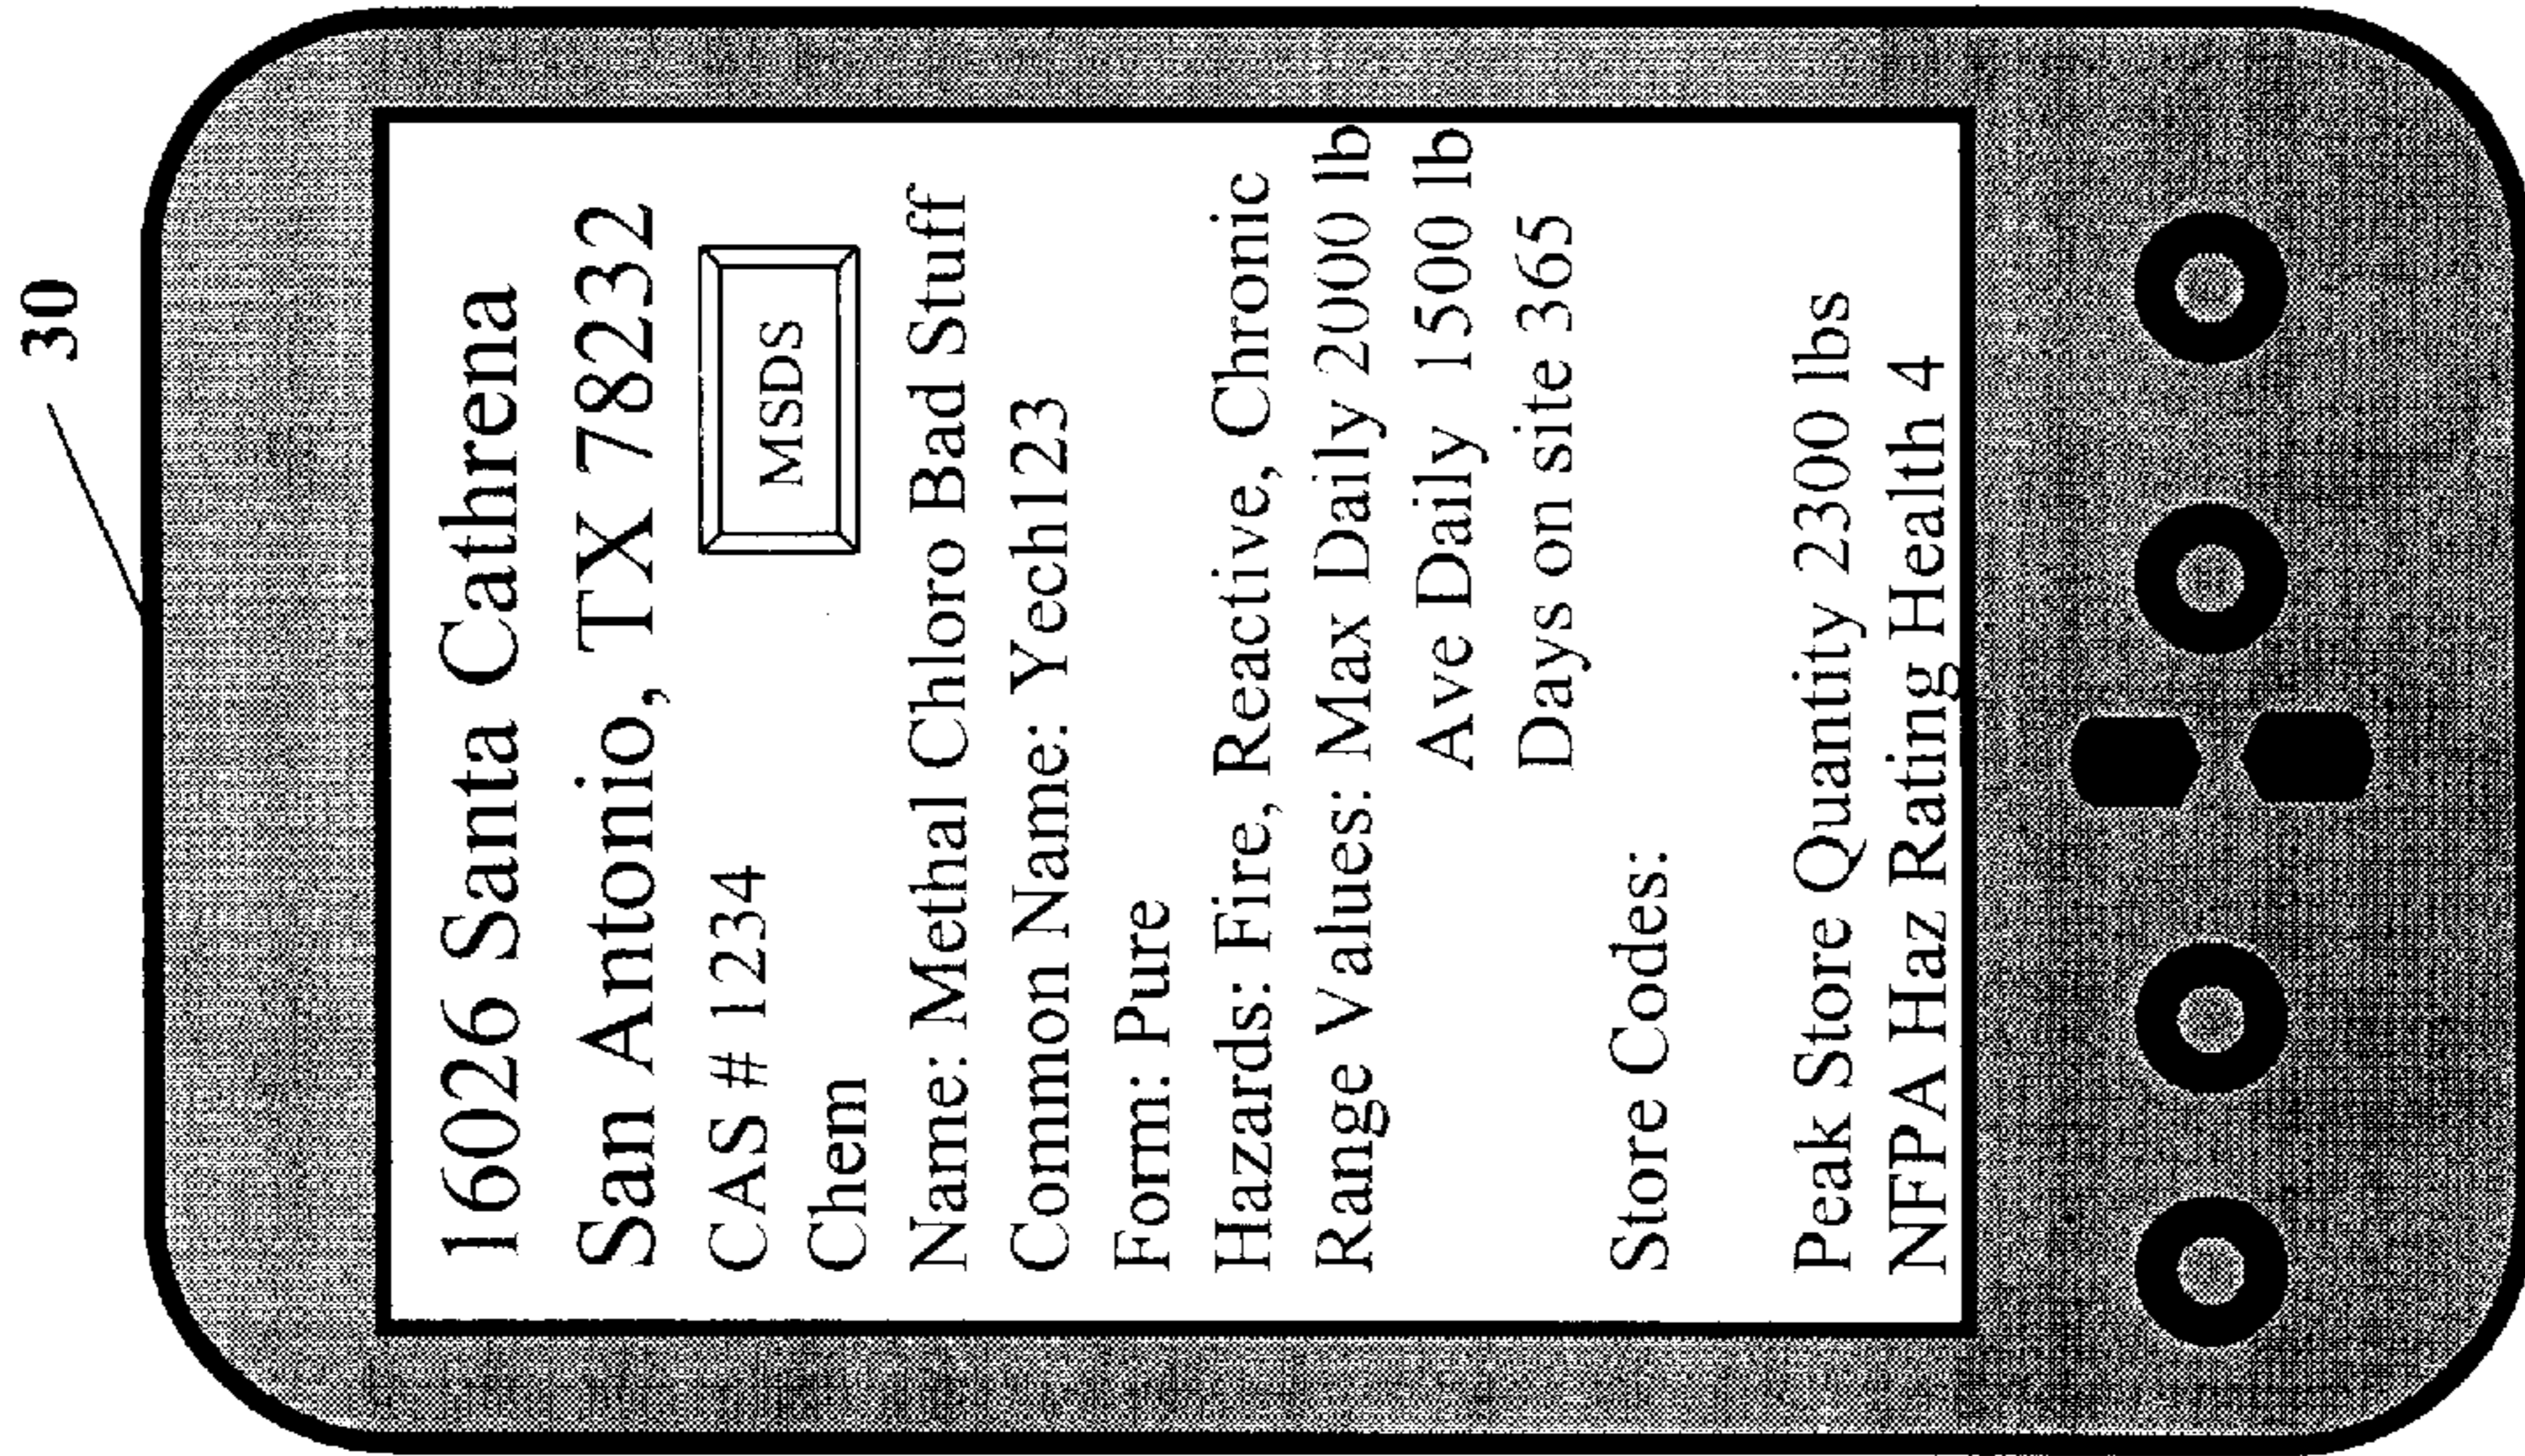 30
16026 Santa Cathrena
San Antonio, TX 78232
CAS # 1234
MSDS
Chem
Name: Methal Chloro Bad Stuff
Common Name: Yech123
Form: Pure
Hazards: Fire, Reactive, Chronic
Range Values: Max Daily 2000 lb
Ave Daily 1500 lb
Days on site 365
Store Codes:
Peak Store Quantity 2300 lbs
NFPA Haz Rating Health 4